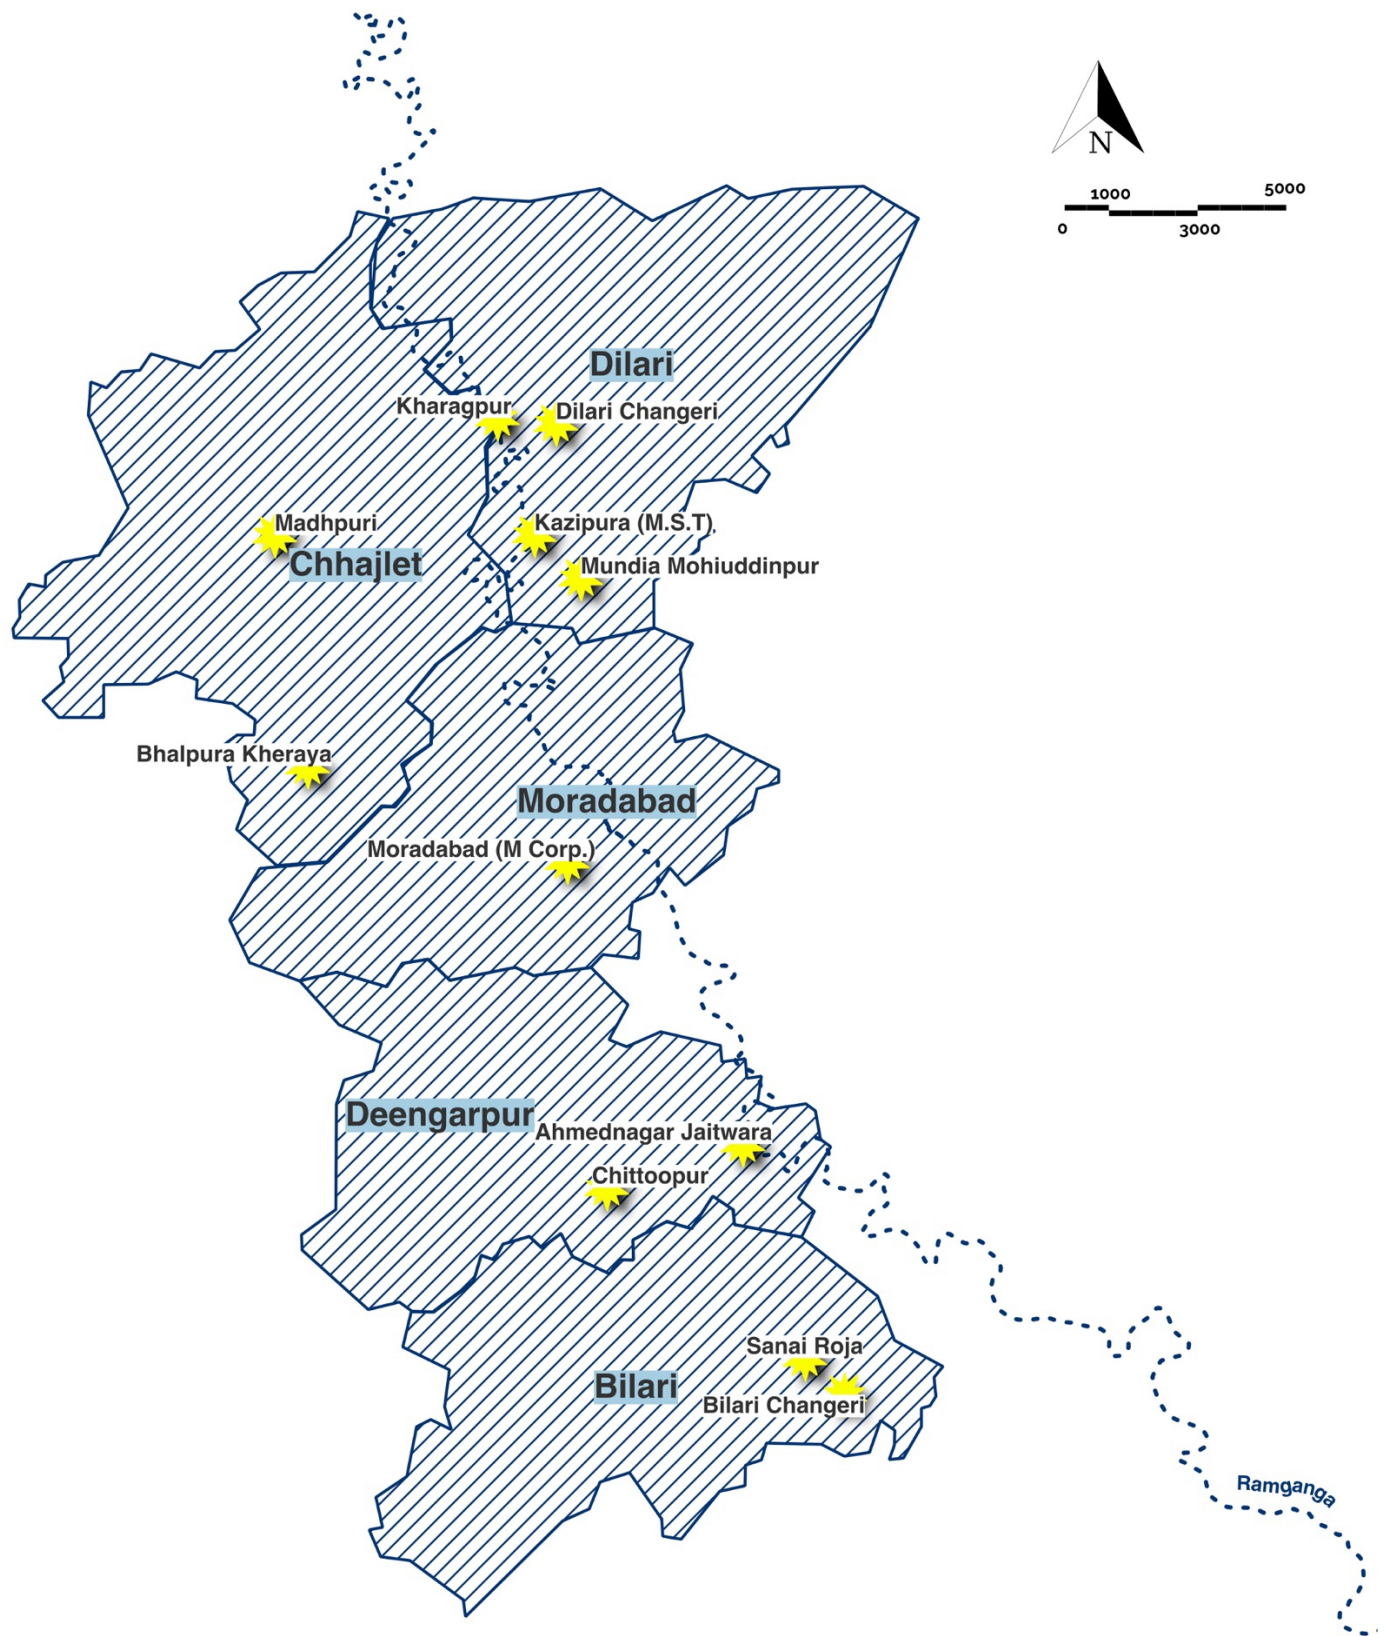 N
1000
5000
0
3000
Dilari
Kharagpur
Dilari Changeri
Madhpuri
Kazipura (M.S.T)
Chhajlet
Mundia Mohiuddinpur
Bhalpura Kheraya
Moradabad
Moradabad (M Corp.)
Deengarpur
Ahmednagar Jaitwara
Chittoopur
Sanai Roja
Bilari
Bilari Changeri
Ramganga